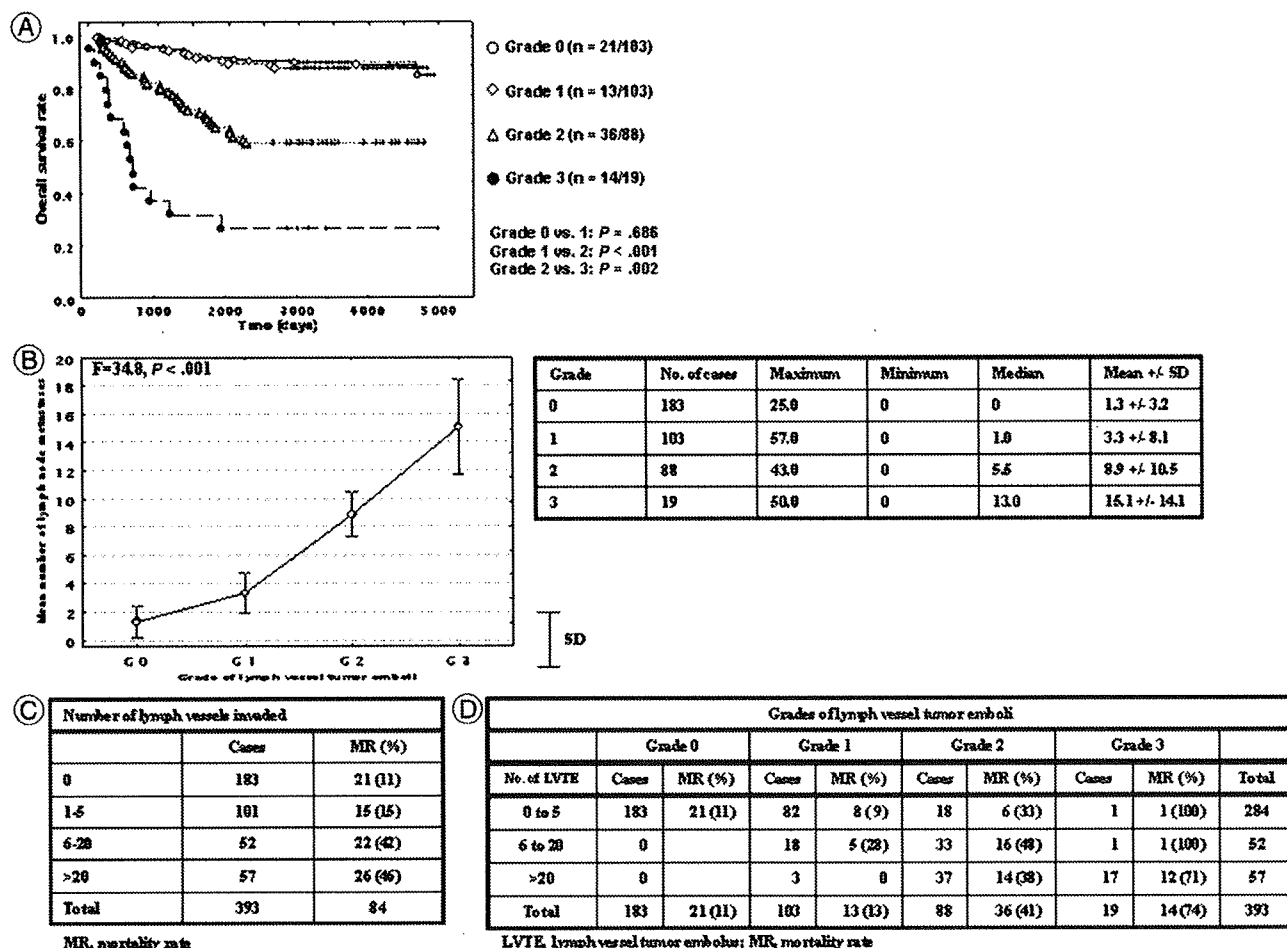 A
1.0
0.8
0.6
0.4
0.2
0.0
Overall survival rate
0 1000 2000 3000 4000 5000
Time (days)
Grade 0 (n = 21/183)
Grade 1 (n = 13/103)
Grade 2 (n = 36/88)
Grade 3 (n = 14/19)
Grade 0 vs. 1: P = .686
Grade 1 vs. 2: P < .001
Grade 2 vs. 3: P = .002
B
F=34.8, P < .001
20
18
16
14
12
10
8
6
4
2
0
Mean number of lymph node metastases
G 0 G 1 G 2 G 3
Grade of lymph vessel tumor emboli
SD
Grade No. of cases Maximum Minimum Median Mean +/- SD
0 183 25.0 0 0 1.3 +/- 3.2
1 103 57.0 0 1.0 3.3 +/- 8.1
2 88 43.0 0 5.5 8.9 +/- 10.5
3 19 50.0 0 13.0 15.1 +/- 14.1
C
Number of lymph vessels invaded
Cases MR (%)
0 183 21 (11)
1-5 101 15 (15)
6-20 52 22 (42)
>20 57 26 (46)
Total 393 84
MR, mortality rate
D
Grades of lymph vessel tumor emboli
Grade 0 Grade 1 Grade 2 Grade 3
No. of LVTE Cases MR (%) Cases MR (%) Cases MR (%) Cases MR (%) Total
0 to 5 183 21 (11) 82 8 (9) 18 6 (33) 1 1 (100) 284
6 to 20 0 18 5 (28) 33 16 (48) 1 1 (100) 52
>20 0 3 0 37 14 (38) 17 12 (71) 57
Total 183 21 (11) 103 13 (13) 88 36 (41) 19 14 (74) 393
LVTE, lymph vessel tumor embolus; MR, mortality rate